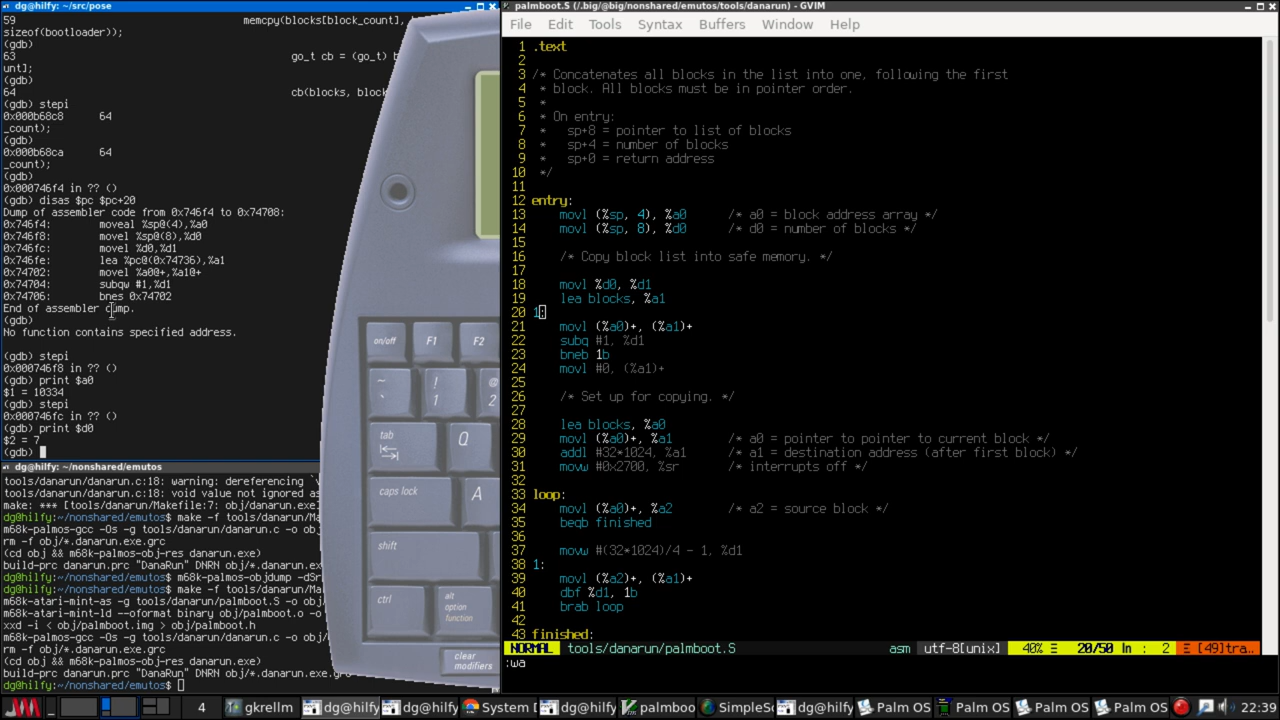 dg@hilfy: ~/src/pose
59 memcpy(blocks[block_count],
sizeof(bootloader));
(gdb)
63 go_t cb = (go_t) b
unt];
(gdb)
64 cb(blocks, block
(gdb) stepi
0x000b68c8 64
_count);
(gdb)
0x000b68ca 64
_count);
(gdb)
0x000746f4 in ?? ()
(gdb) disas $pc $pc+20
Dump of assembler code from 0x746f4 to 0x74708:
0x746f4: moveal %sp@(4),%a0
0x746f8: movel %sp@(8),%d0
0x746fc: movel %d0,%d1
0x746fe: lea %pc@(0x74736),%a1
0x74702: movel %a0@+,%a1@+
0x74704: subqw #1,%d1
0x74706: bnes 0x74702
End of assembler dump.
(gdb)
No function contains specified address.
(gdb) stepi
0x000746f8 in ?? ()
(gdb) print $a0
$1 = 10334
(gdb) stepi
0x000746fc in ?? ()
(gdb) print $d0
$2 = 7
(gdb)
dg@hilfy: ~/nonshared/emutos
tools/danarun/danarun.c:18: warning: dereferencing `v
tools/danarun/danarun.c:18: void value not ignored as
make: *** [tools/danarun/Makefile:7: obj/danarun.exe]
dg@hilfy:~/nonshared/emutos$ make -f tools/danarun/Ma
m68k-palmos-gcc -Os -g tools/danarun/danarun.c -o obj
rm -f obj/*.danarun.exe.grc
(cd obj && m68k-palmos-obj-res danarun.exe)
build-prc danarun.prc "DanaRun" DNRN obj/*.danarun.ex
dg@hilfy:~/nonshared/emutos$ m68k-palmos-objdump -dSr
dg@hilfy:~/nonshared/emutos$ make -f tools/danarun/Ma
m68k-atari-mint-as -g tools/danarun/palmboot.S -o obj
m68k-atari-mint-ld --oformat binary obj/palmboot.o -o
xxd -i < obj/palmboot.img > obj/palmboot.h
m68k-palmos-gcc -Os -g tools/danarun/danarun.c -o obj
rm -f obj/*.danarun.exe.grc
(cd obj && m68k-palmos-obj-res danarun.exe)
build-prc danarun.prc "DanaRun" DNRN obj/*.danarun.exe.grc
dg@hilfy:~/nonshared/emutos$
on/off F1 F2
~ ` ! 1 @ 2
tab Q
caps lock A
shift
ctrl alt option function
clear modifiers
palmboot.S (/.big/@big/nonshared/emutos/tools/danarun) - GVIM
File Edit Tools Syntax Buffers Window Help
1 .text
2
3 /* Concatenates all blocks in the list into one, following the first
4 * block. All blocks must be in pointer order.
5 *
6 * On entry:
7 * sp+8 = pointer to list of blocks
8 * sp+4 = number of blocks
9 * sp+0 = return address
10 */
11
12 entry:
13 movl (%sp, 4), %a0 /* a0 = block address array */
14 movl (%sp, 8), %d0 /* d0 = number of blocks */
15
16 /* Copy block list into safe memory. */
17
18 movl %d0, %d1
19 lea blocks, %a1
20 1:
21 movl (%a0)+, (%a1)+
22 subq #1, %d1
23 bneb 1b
24 movl #0, (%a1)+
25
26 /* Set up for copying. */
27
28 lea blocks, %a0
29 movl (%a0)+, %a1 /* a0 = pointer to pointer to current block */
30 addl #32*1024, %a1 /* a1 = destination address (after first block) */
31 movw #0x2700, %sr /* interrupts off */
32
33 loop:
34 movl (%a0)+, %a2 /* a2 = source block */
35 beqb finished
36
37 movw #(32*1024)/4 - 1, %d1
38 1:
39 movl (%a2)+, (%a1)+
40 dbf %d1, 1b
41 brab loop
42
43 finished:
NORMAL tools/danarun/palmboot.S asm utf-8[unix] 40% 20/50 ln : 2 [49]tra..
:wa
4 gkrellm dg@hilfy dg@hilfy System dg@hilfy palmboo SimpleSc dg@hilfy Palm OS Palm OS Palm OS Palm OS 22:39